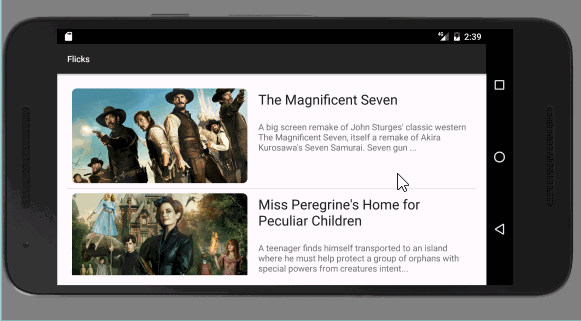 4G 2:39
Flicks
The Magnificent Seven
A big screen remake of John Sturges' classic western
The Magnificent Seven, itself a remake of Akira
Kurosawa's Seven Samurai. Seven gun ...
Miss Peregrine's Home for
Peculiar Children
A teenager finds himself transported to an island
where he must help protect a group of orphans with
special powers from creatures intent...